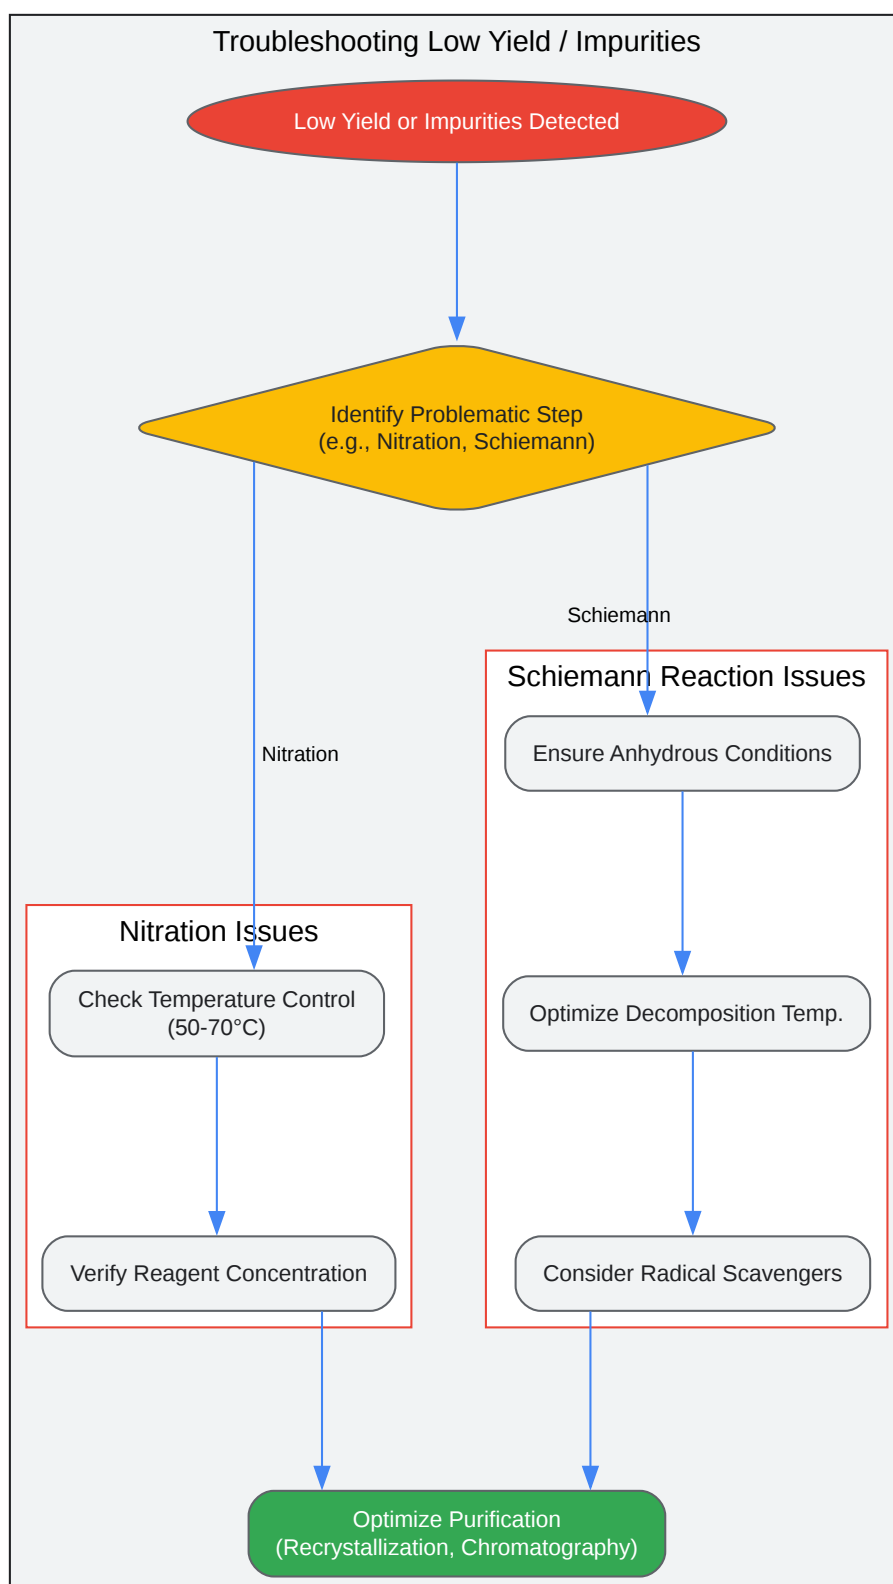 Troubleshooting Low Yield / Impurities
Low Yield or Impurities Detected
Identify Problematic Step
(e.g., Nitration, Schiemann)
Schiemann
Schiemann Reaction Issues
Ensure Anhydrous Conditions
Nitration
Nitration Issues
Check Temperature Control
(50-70°C)
Optimize Decomposition Temp.
Verify Reagent Concentration
Consider Radical Scavengers
Optimize Purification
(Recrystallization, Chromatography)